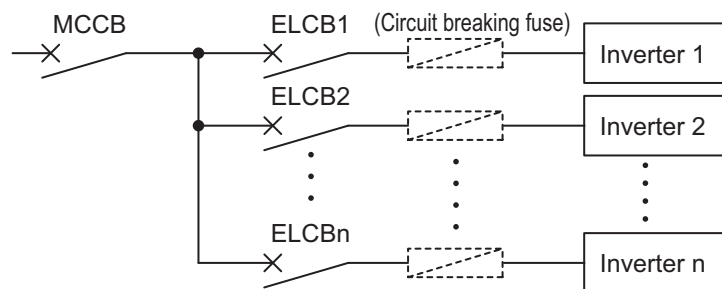 MCCB
ELCB1
(Circuit breaking fuse)
Inverter 1
ELCB2
Inverter 2
ELCBn
Inverter n